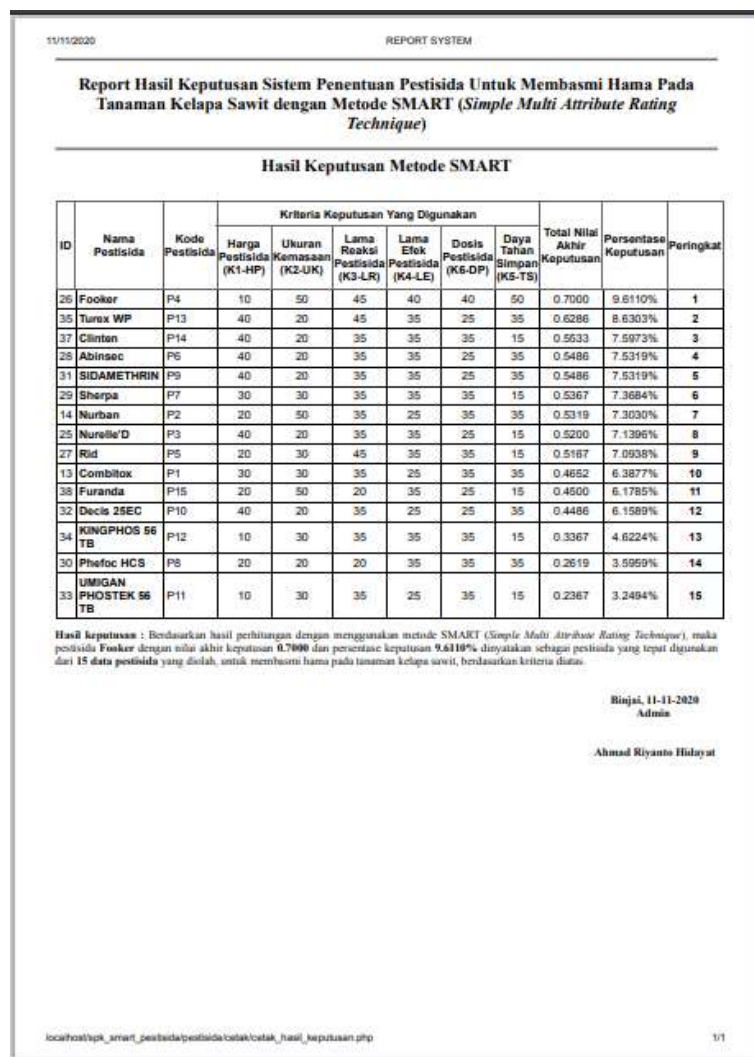 11/11/2020 REPORT SYSTEM
Report Hasil Keputusan Sistem Penentuan Pestisida Untuk Membasmi Hama Pada
Tanaman Kelapa Sawit dengan Metode SMART (Simple Multi Attribute Rating
Technique)
Hasil Keputusan Metode SMART
ID Nama Pestisida Kode Pestisida Kriteria Keputusan Yang Digunakan Total Nilai Akhir Keputusan Persentase Keputusan Peringkat
Harga Pestisida (K1-HP) Ukuran Kemasaan (K2-UK) Lama Reaksi Pestisida (K3-LR) Lama Efek Pestisida (K4-LE) Dosis Pestisida (K6-DP) Daya Tahan Simpan (K5-TS)
26 Fooker P4 10 50 45 40 40 50 0.7000 9.6110% 1
35 Turex WP P13 40 20 45 35 25 35 0.6286 8.6303% 2
37 Clinten P14 40 20 35 35 35 15 0.5533 7.5973% 3
28 Abinsec P6 40 20 35 35 25 35 0.5486 7.5319% 4
31 SIDAMETHRIN P9 40 20 35 35 25 35 0.5486 7.5319% 5
29 Sherpa P7 30 30 35 35 35 15 0.5367 7.3684% 6
14 Nurban P2 20 50 35 25 35 35 0.5319 7.3030% 7
25 Nurelle'D P3 40 20 35 35 25 15 0.5200 7.1396% 8
27 Rid P5 20 30 45 35 35 15 0.5167 7.0938% 9
13 Combitox P1 30 30 35 25 35 35 0.4652 6.3877% 10
38 Furanda P15 20 50 20 35 25 15 0.4500 6.1785% 11
32 Decis 25EC P10 40 20 35 25 25 35 0.4486 6.1589% 12
34 KINGPHOS 56 TB P12 10 30 35 35 35 15 0.3367 4.6224% 13
30 Phefoc HCS P8 20 20 20 35 35 35 0.2619 3.5959% 14
33 UMIGAN PHOSTEK 56 TB P11 10 30 35 25 35 15 0.2367 3.2494% 15
Hasil keputusan : Berdasarkan hasil perhitungan dengan menggunakan metode SMART (Simple Multi Attribute Rating Technique), maka
pestisida Fooker dengan nilai akhir keputusan 0.7000 dan persentase keputusan 9.6110% dinyatakan sebagai pestisida yang tepat digunakan
dari 15 data pestisida yang diolah, untuk membasmi hama pada tanaman kelapa sawit, berdasarkan kriteria diatas.
Binjai, 11-11-2020
Admin
Ahmad Riyanto Hidayat
localhost/spk_smart_pestisida/pestisida/cetak/cetak_hasil_keputusan.php 1/1